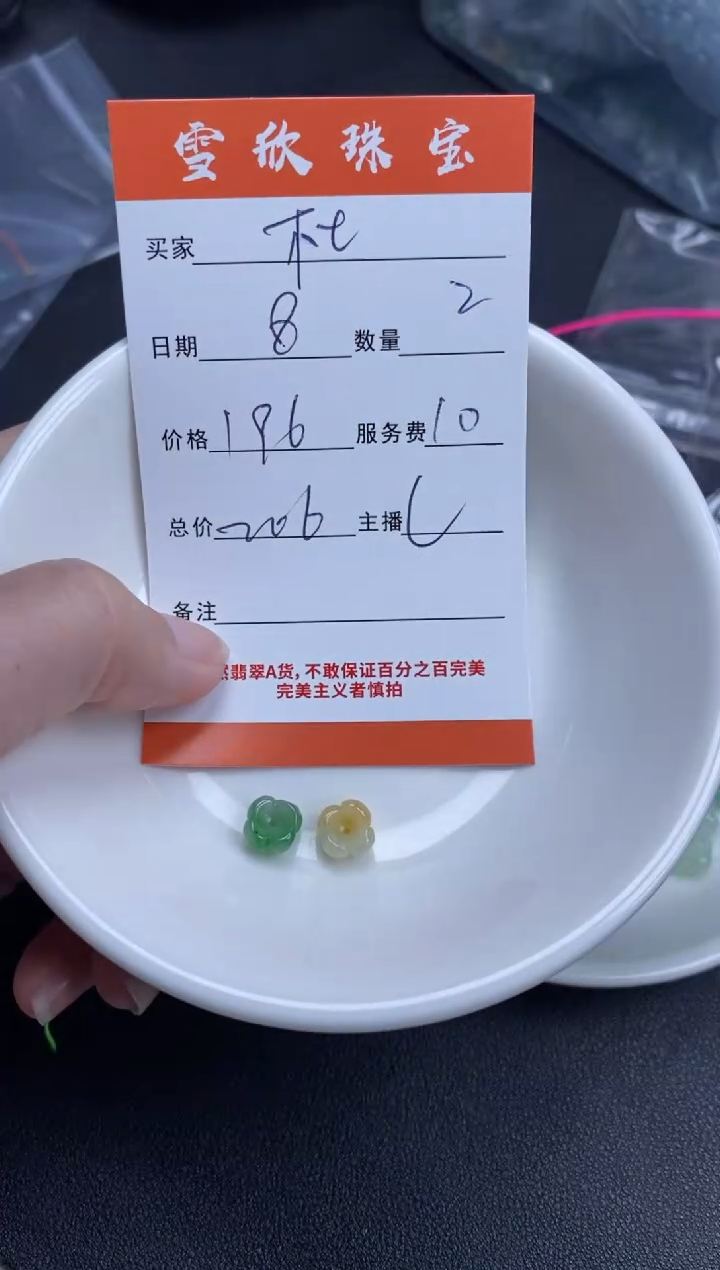 雪欣珠宝
买家 杜
日期 8 数量 2
价格 196 服务费 10
总价 206 主播
备注
翡翠A货,不敢保证百分之百完美
完美主义者慎拍